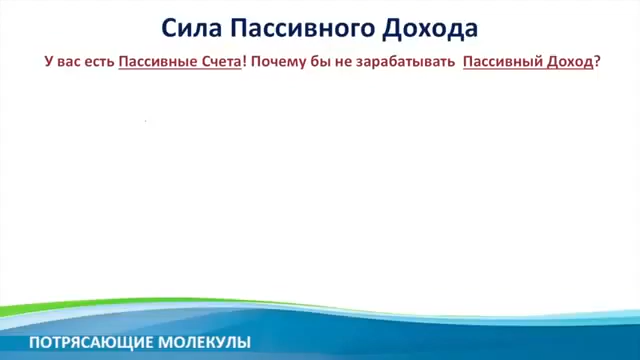 Сила Пассивного Дохода
У вас есть Пассивные Счета! Почему бы не зарабатывать Пассивный Доход?
ПОТРЯСАЮЩИЕ МОЛЕКУЛЫ